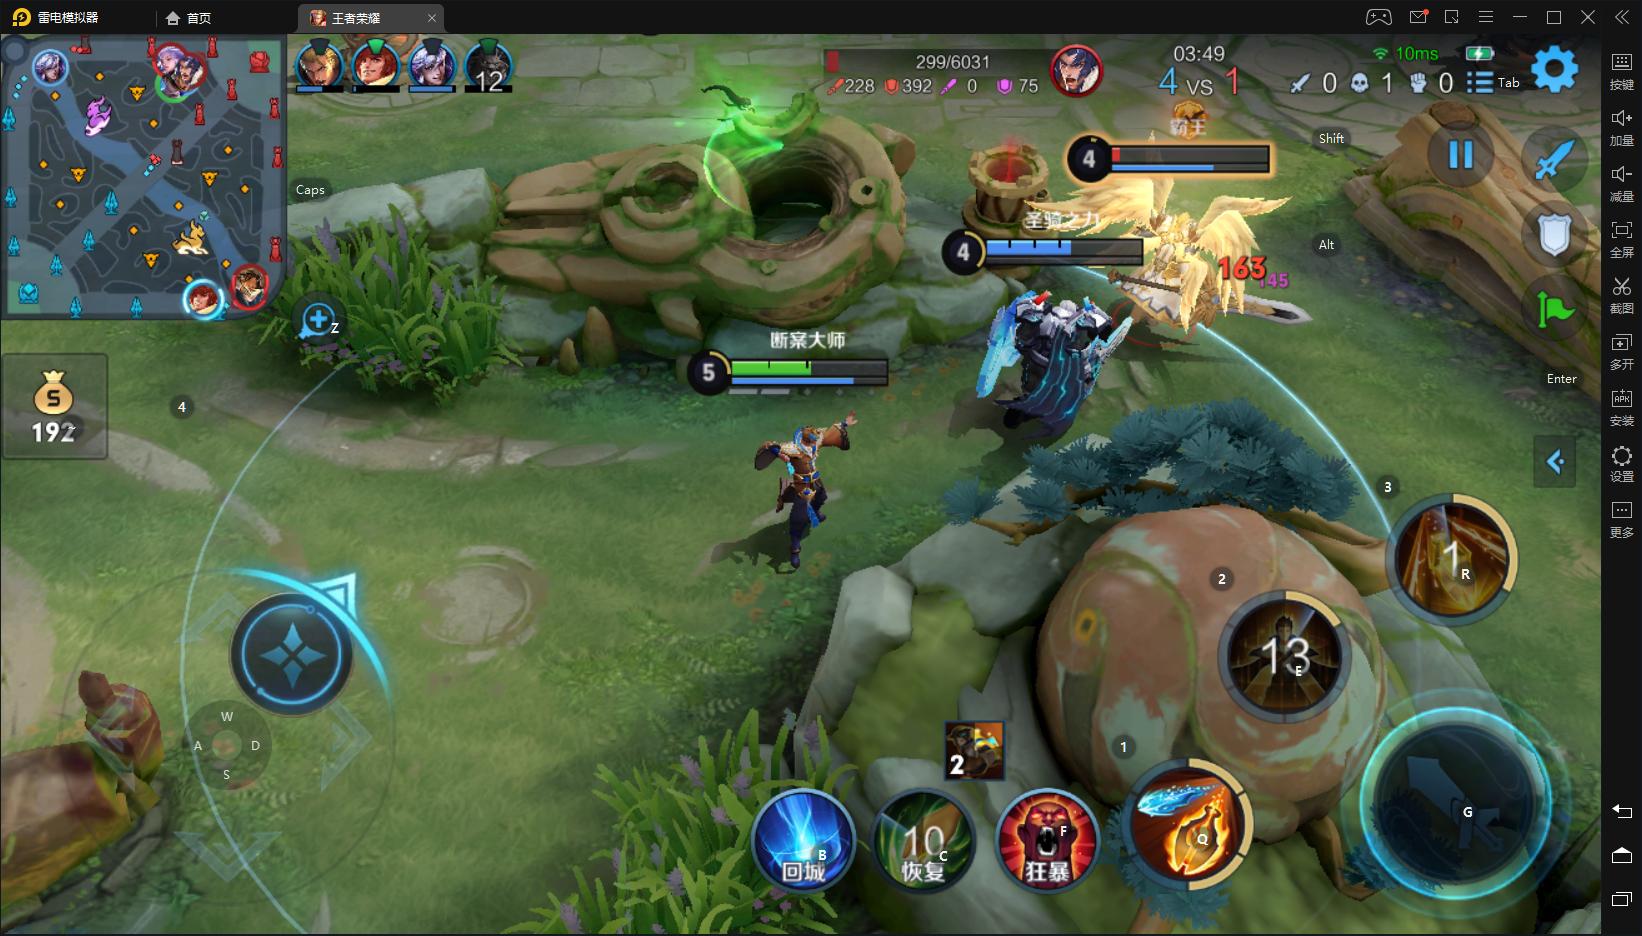 雷电模拟器
首页
王者荣耀
12
299/6031
228 392 0 75
03:49
4 VS 1
10ms
0 1 0
Tab
霸王
4
圣骑之力
4
163
145
断案大师
5
Caps
Shift
Alt
Enter
Z
192
4
3
2
1
1
R
13
E
Q
G
W
A D
S
2
B
回城
10
C
恢复
F
狂暴
按键
加量
减量
全屏
截图
多开
APK
安装
设置
更多